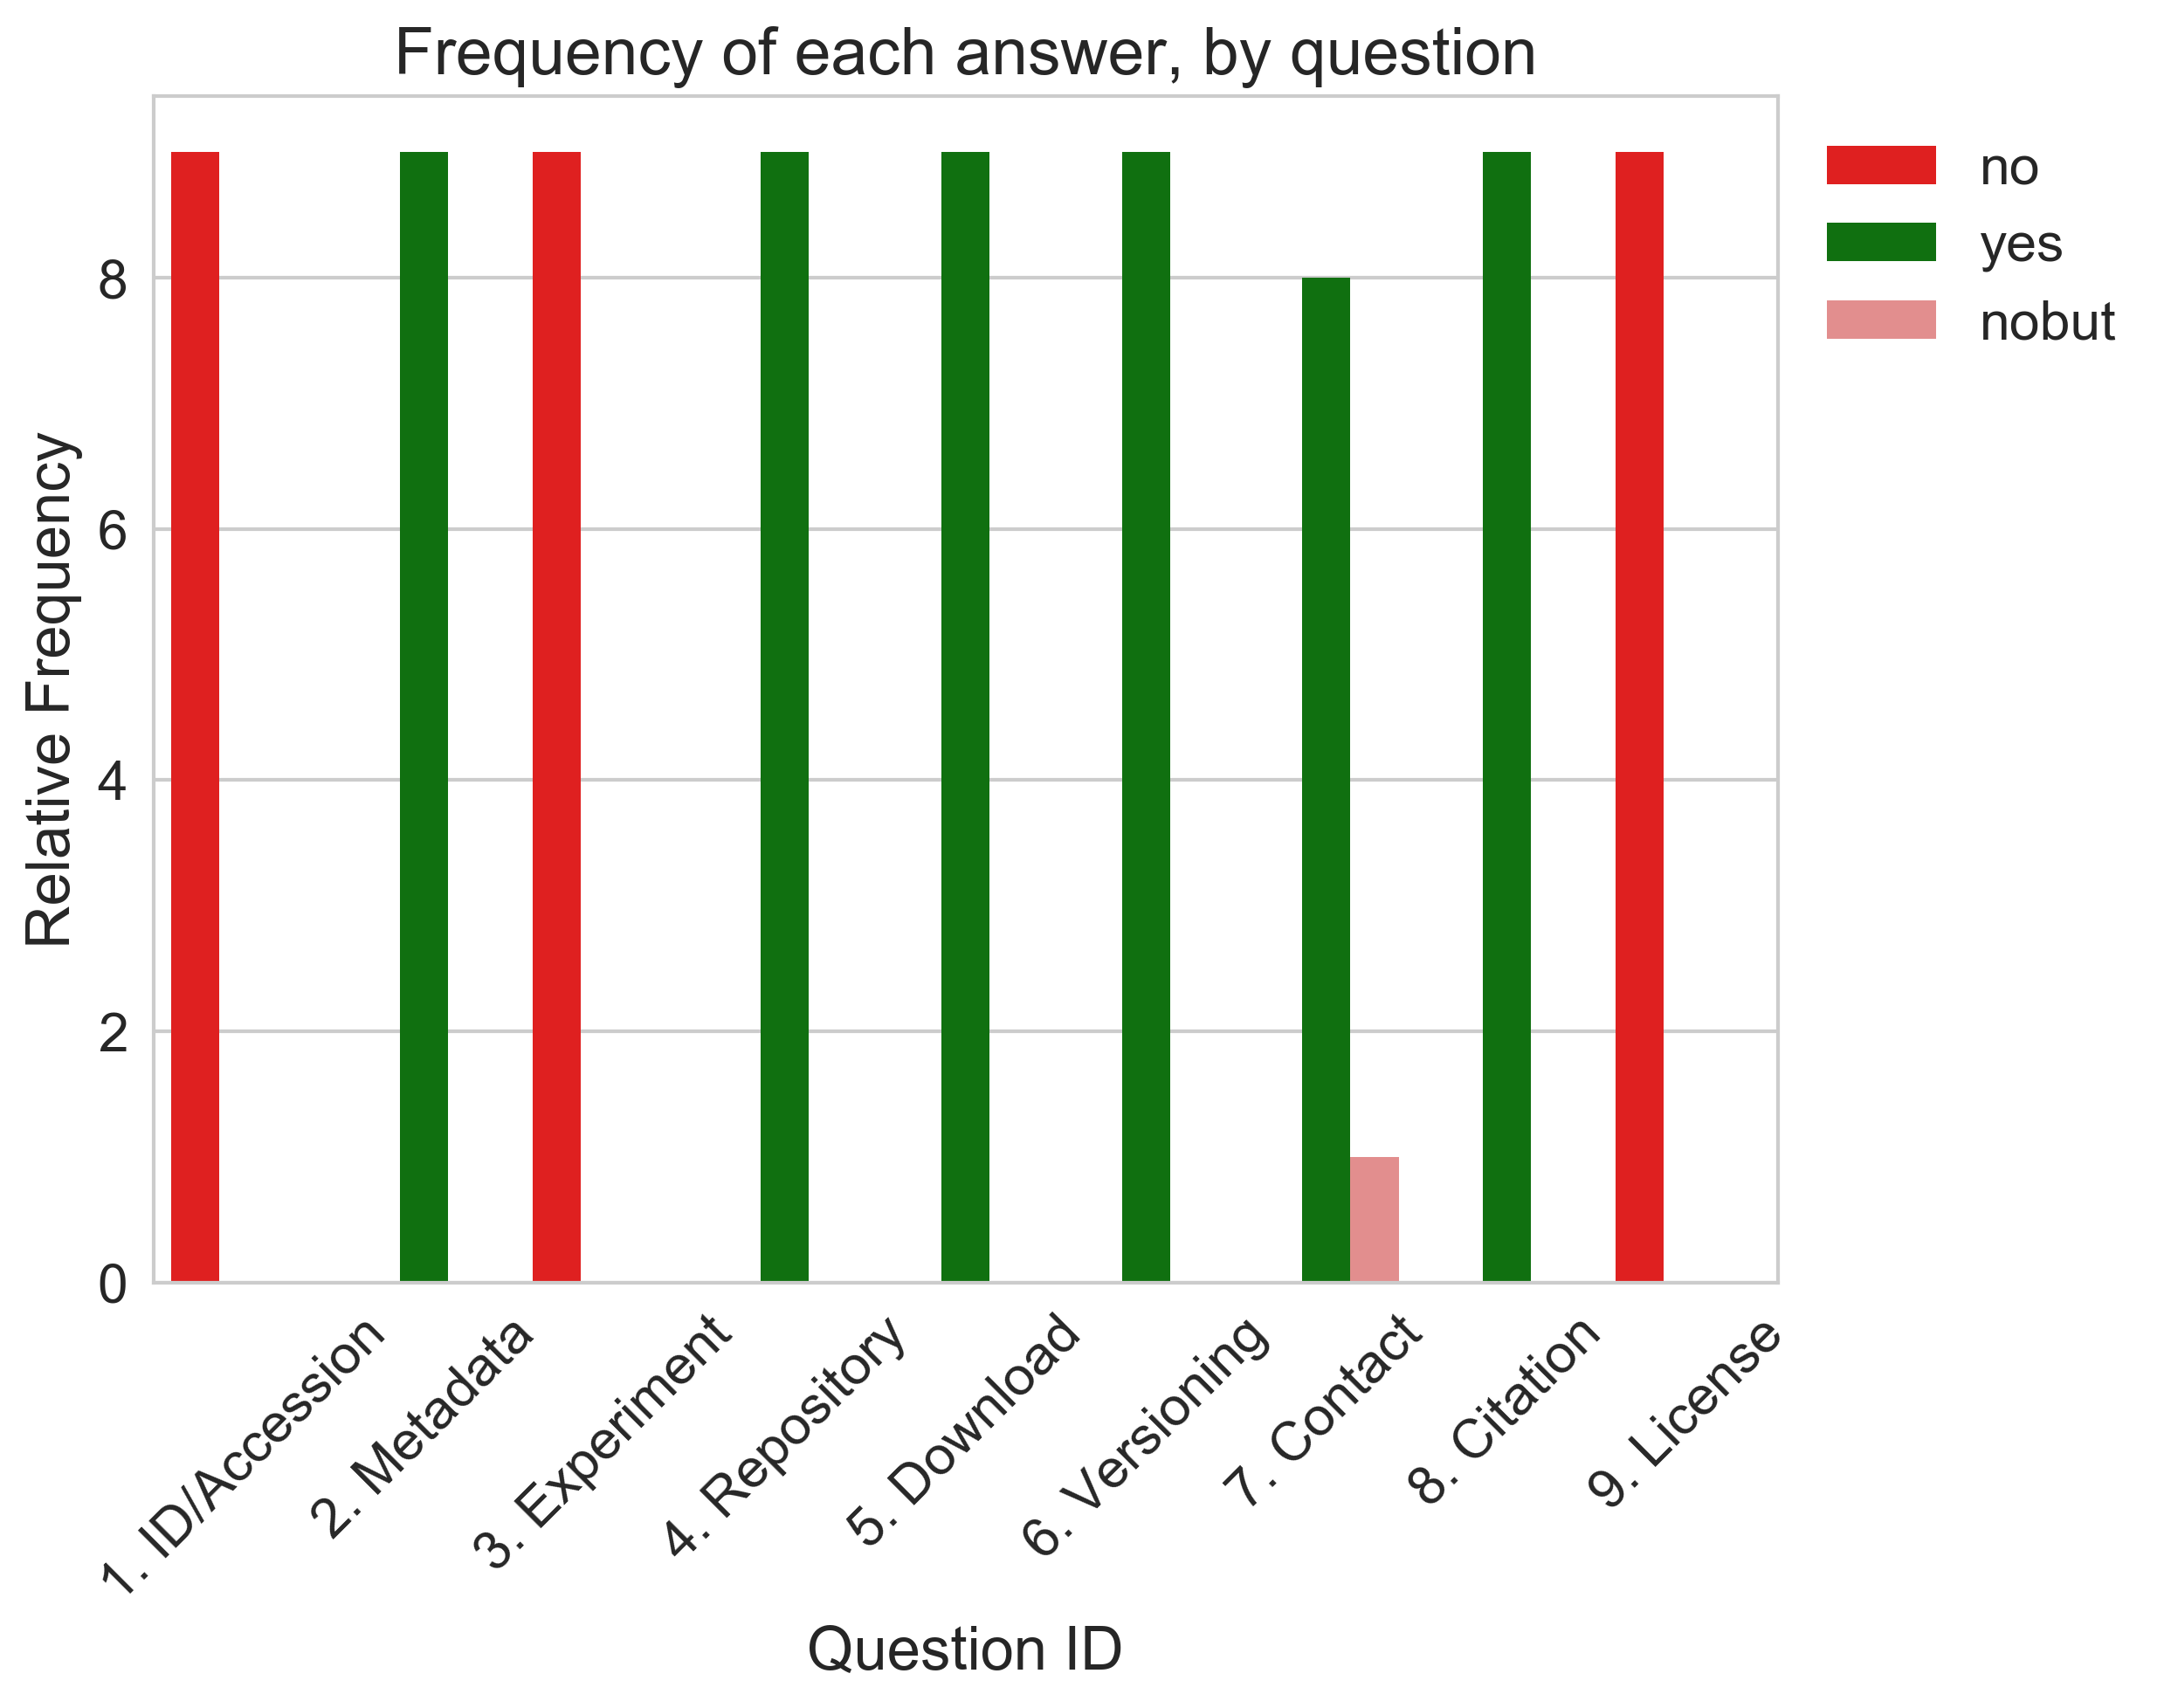 Frequency of each answer, by question
no
yes
nobut
Relative Frequency
8
6
4
2
0
1. ID/Accession
2. Metadata
3. Experiment
4. Repository
5. Download
6. Versioning
7. Contact
8. Citation
9. License
Question ID